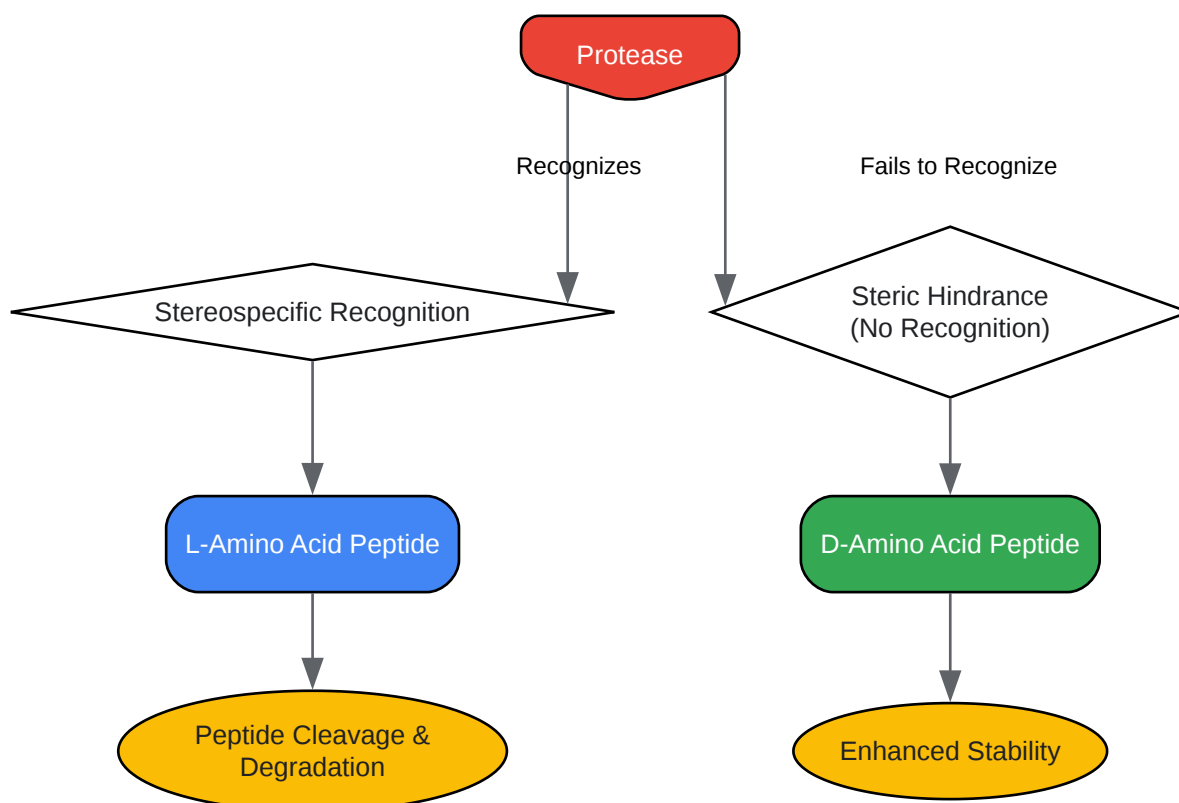 Protease
Recognizes
Fails to Recognize
Stereospecific Recognition
Steric Hindrance
(No Recognition)
L-Amino Acid Peptide
D-Amino Acid Peptide
Peptide Cleavage &
Degradation
Enhanced Stability